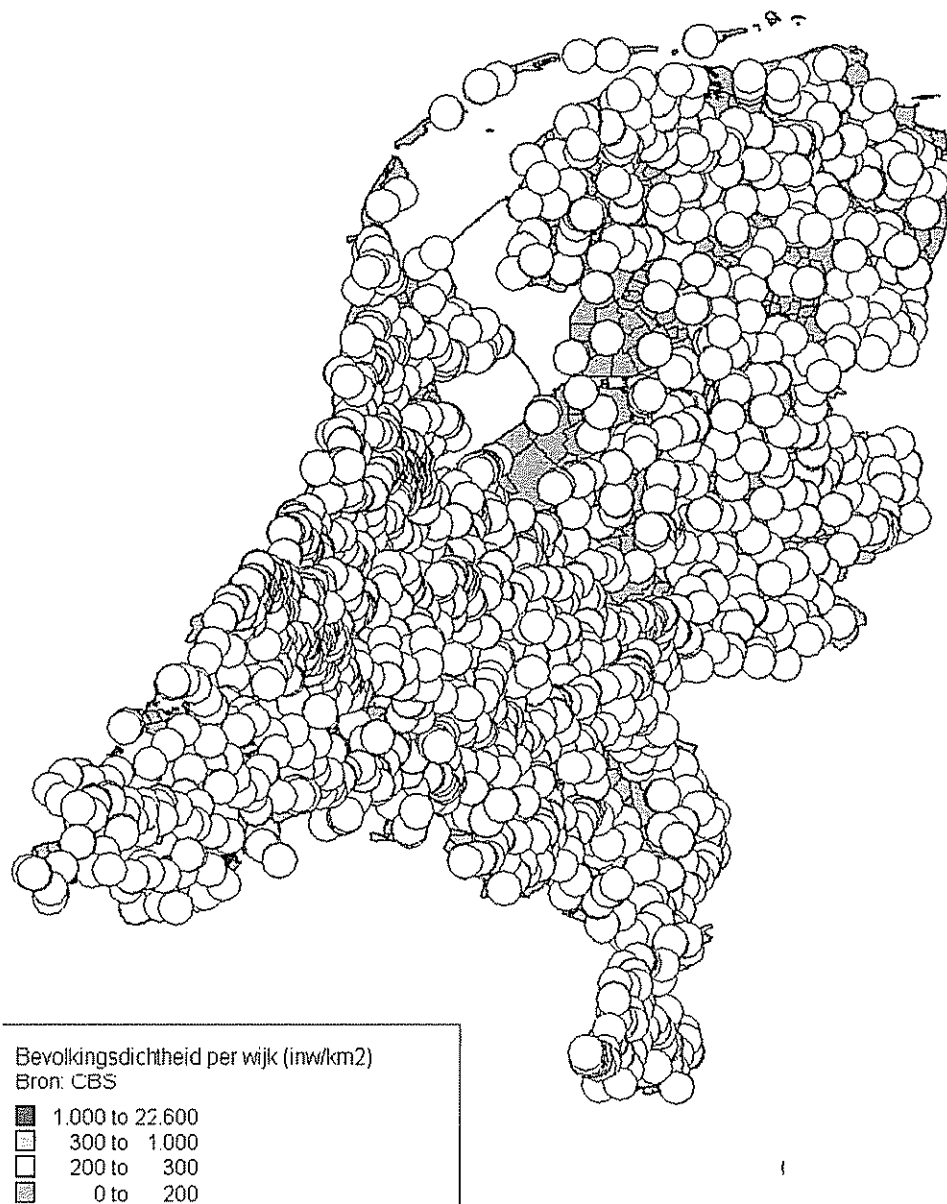 Bevolkingsdichtheid per wijk (inw/km2)
Bron: CBS
1.000 to 22.600
300 to 1.000
200 to 300
0 to 200